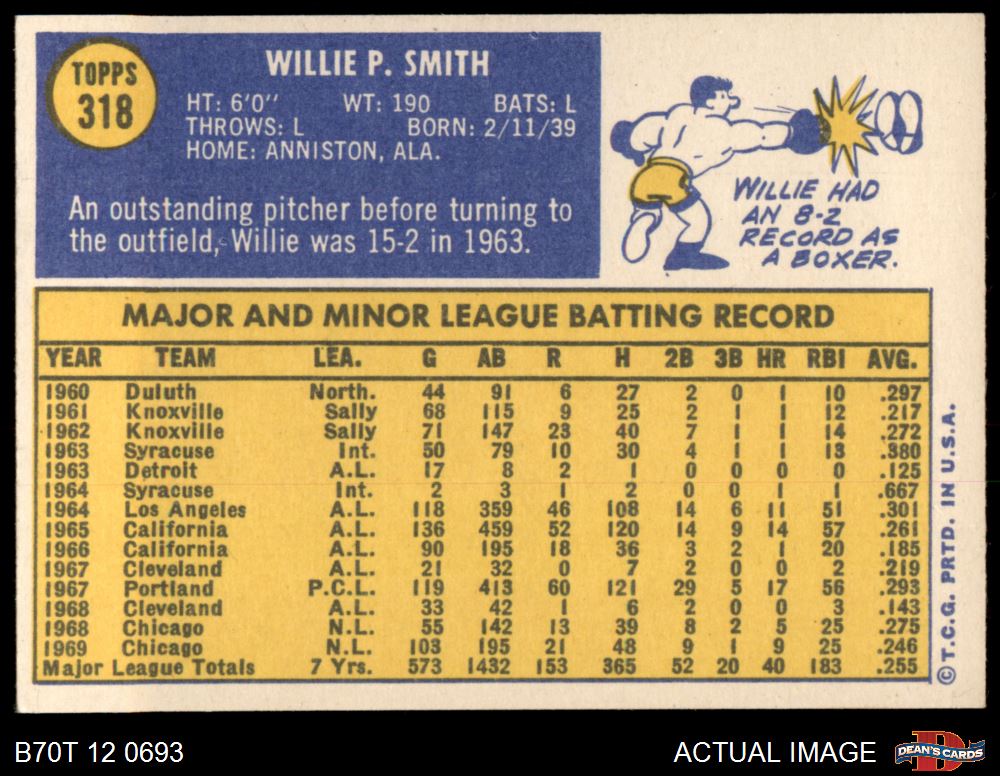 TOPPS
318
WILLIE P. SMITH
HT: 6'0" WT: 190 BATS: L
THROWS: L BORN: 2/11/39
HOME: ANNISTON, ALA.
An outstanding pitcher before turning to
the outfield, Willie was 15-2 in 1963.
WILLIE HAD
AN 8-2
RECORD AS
A BOXER.
MAJOR AND MINOR LEAGUE BATTING RECORD
YEAR TEAM LEA. G AB R H 2B 3B HR RBI AVG.
1960 Duluth North. 44 91 6 27 2 0 1 10 .297
1961 Knoxville Sally 68 115 9 25 2 1 1 12 .217
1962 Knoxville Sally 71 147 23 40 7 1 1 14 .272
1963 Syracuse Int. 50 79 10 30 4 1 1 13 .380
1963 Detroit A.L. 17 8 2 1 0 0 0 0 .125
1964 Syracuse Int. 2 3 1 2 0 0 1 1 .667
1964 Los Angeles A.L. 118 359 46 108 14 6 11 51 .301
1965 California A.L. 136 459 52 120 14 9 14 57 .261
1966 California A.L. 90 195 18 36 3 2 1 20 .185
1967 Cleveland A.L. 21 32 0 7 2 0 0 2 .219
1967 Portland P.C.L. 119 413 60 121 29 5 17 56 .293
1968 Cleveland A.L. 33 42 1 6 2 0 0 3 .143
1968 Chicago N.L. 55 142 13 39 8 2 5 25 .275
1969 Chicago N.L. 103 195 21 48 9 1 9 25 .246
Major League Totals 7 Yrs. 573 1432 153 365 52 20 40 183 .255
© T.C.G. PRTD. IN U.S.A.
B70T 12 0693 ACTUAL IMAGE
DEAN'S CARDS